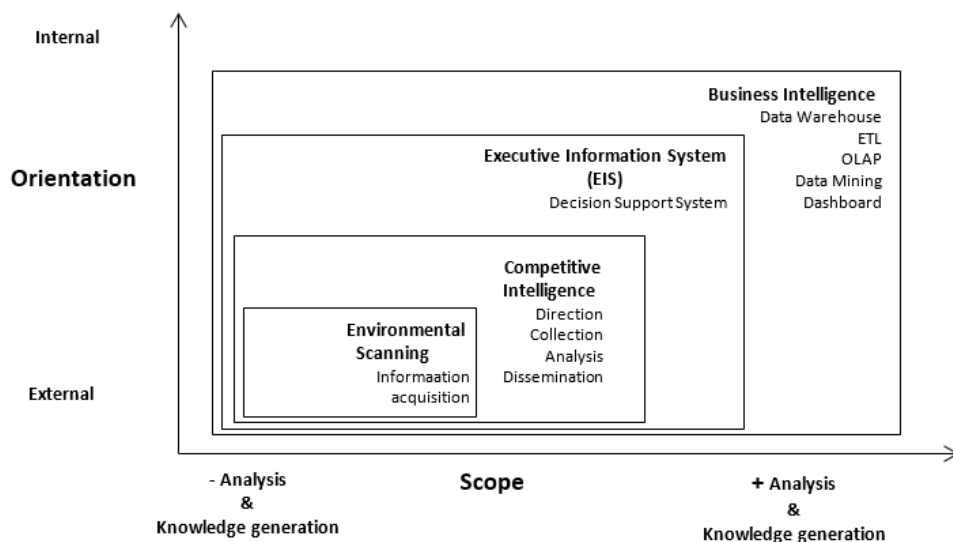 Internal
Orientation
External
Business Intelligence
Data Warehouse
ETL
OLAP
Data Mining
Dashboard
Executive Information System
(EIS)
Decision Support System
Competitive
Intelligence
Direction
Collection
Analysis
Dissemination
Environmental
Scanning
Informaation
acquisition
- Analysis
&
Knowledge generation
Scope
+ Analysis
&
Knowledge generation